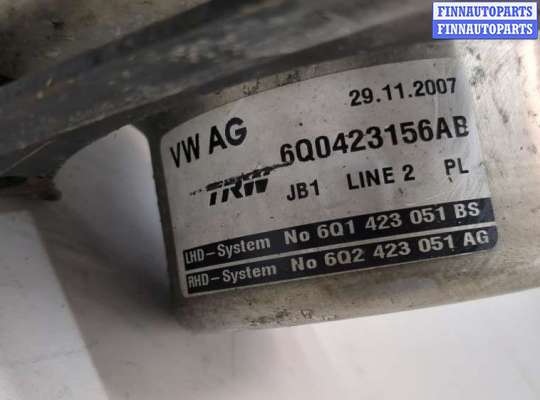 FINNAUTOPARTS
FINNAUTOPARTS
29.11.2007
VW AG
6Q0423156AB
TRW JB1 LINE 2 PL
LHD-System No 6Q1 423 051 BS
RHD-System No 6Q2 423 051 AG